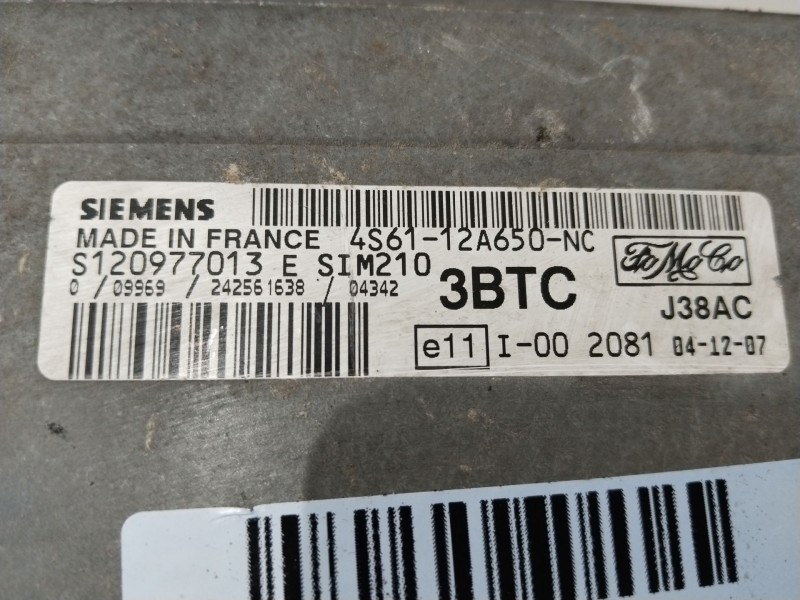 SIEMENS
MADE IN FRANCE 4S61-12A650-NC
S120977013 E SIM210
0 / 09969 / 242561638 / 04342
3BTC
FoMoCo
J38AC
e11 I-00 2081 04-12-07